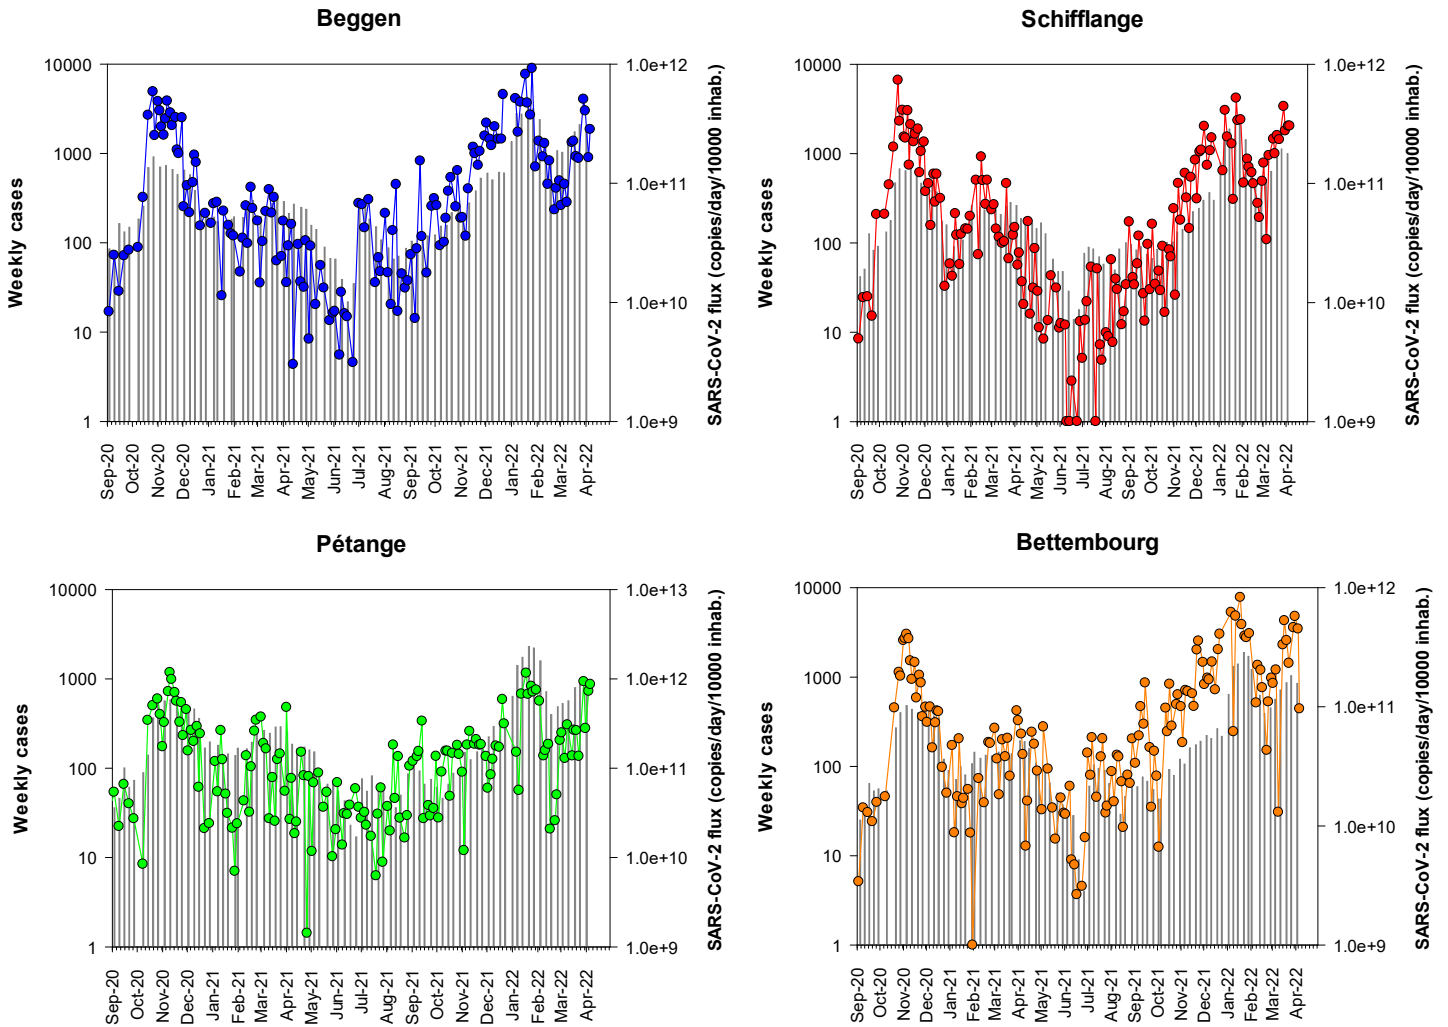 Beggen
Weekly cases
10000
1000
100
10
1
1.0e+12
1.0e+11
1.0e+10
1.0e+9
SARS-CoV-2 flux (copies/day/10000 inhab.)
Sep-20
Oct-20
Nov-20
Dec-20
Jan-21
Feb-21
Mar-21
Apr-21
May-21
Jun-21
Jul-21
Aug-21
Sep-21
Oct-21
Nov-21
Dec-21
Jan-22
Feb-22
Mar-22
Apr-22
Schifflange
Weekly cases
10000
1000
100
10
1
1.0e+12
1.0e+11
1.0e+10
1.0e+9
SARS-CoV-2 flux (copies/day/10000 inhab.)
Sep-20
Oct-20
Nov-20
Dec-20
Jan-21
Feb-21
Mar-21
Apr-21
May-21
Jun-21
Jul-21
Aug-21
Sep-21
Oct-21
Nov-21
Dec-21
Jan-22
Feb-22
Mar-22
Apr-22
Pétange
Weekly cases
10000
1000
100
10
1
1.0e+13
1.0e+12
1.0e+11
1.0e+10
1.0e+9
SARS-CoV-2 flux (copies/day/10000 inhab.)
Sep-20
Oct-20
Nov-20
Dec-20
Jan-21
Feb-21
Mar-21
Apr-21
May-21
Jun-21
Jul-21
Aug-21
Sep-21
Oct-21
Nov-21
Dec-21
Jan-22
Feb-22
Mar-22
Apr-22
Bettembourg
Weekly cases
10000
1000
100
10
1
1.0e+12
1.0e+11
1.0e+10
1.0e+9
SARS-CoV-2 flux (copies/day/10000 inhab.)
Sep-20
Oct-20
Nov-20
Dec-20
Jan-21
Feb-21
Mar-21
Apr-21
May-21
Jun-21
Jul-21
Aug-21
Sep-21
Oct-21
Nov-21
Dec-21
Jan-22
Feb-22
Mar-22
Apr-22